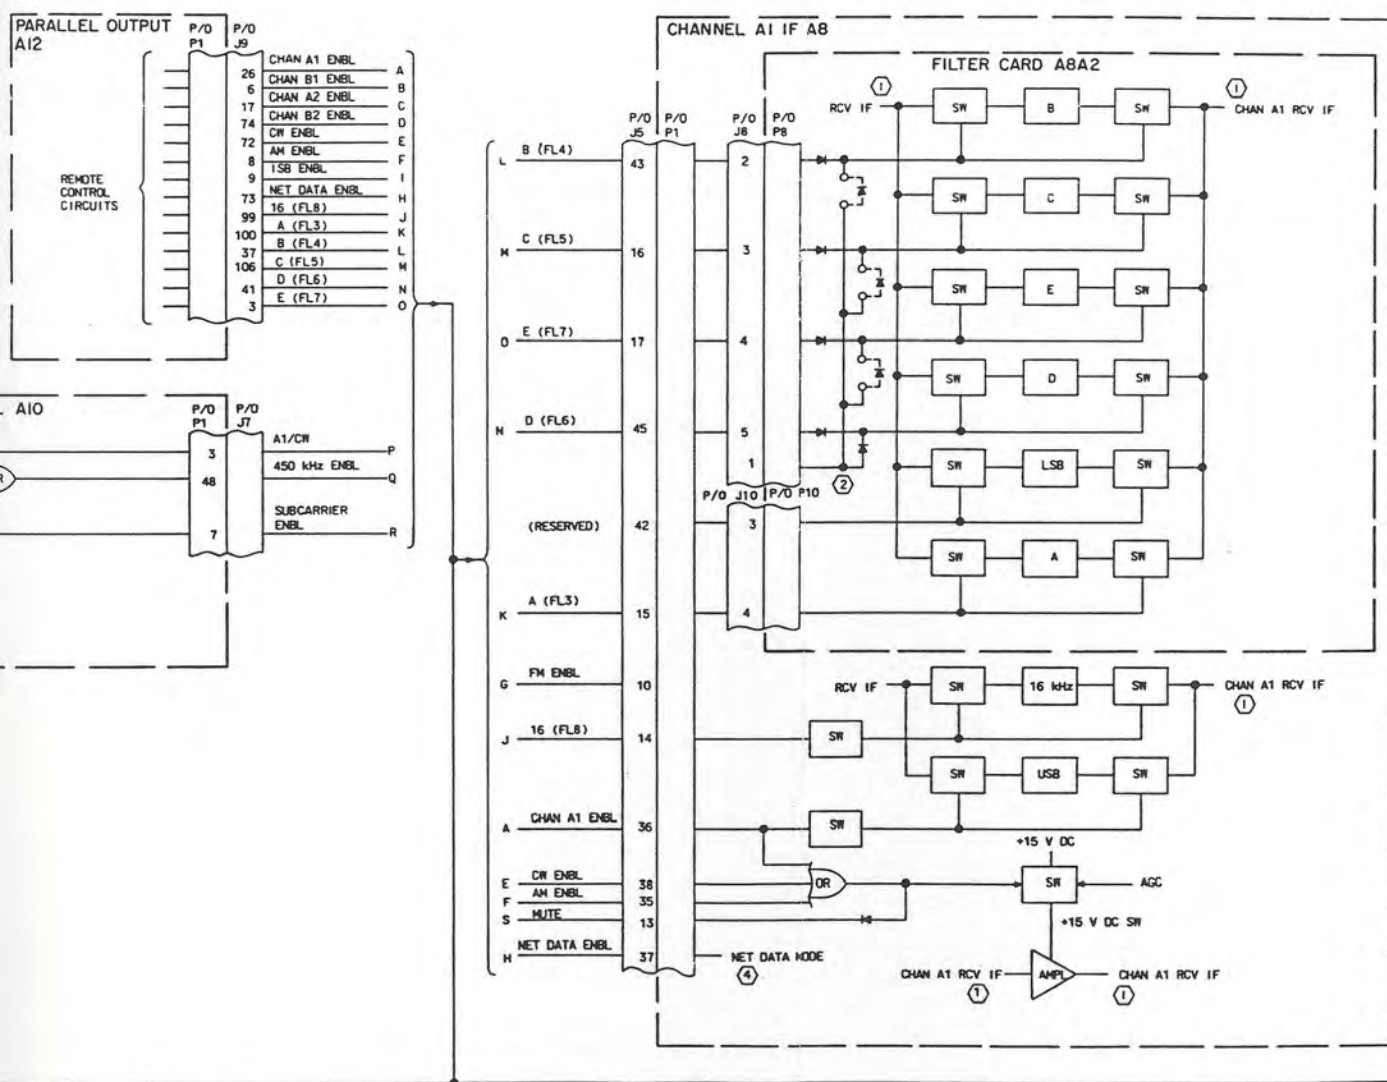 PARALLEL OUTPUT
A12
P/O P/O
P1 J9
REMOTE
CONTROL
CIRCUITS
CHAN A1 ENBL
26 A
CHAN B1 ENBL
6 B
CHAN A2 ENBL
17 C
CHAN B2 ENBL
74 D
CW ENBL
72 E
AM ENBL
8 F
ISB ENBL
9 I
NET DATA ENBL
73 H
16 (FL8)
99 J
A (FL3)
100 K
B (FL4)
37 L
C (FL5)
106 M
D (FL6)
41 N
E (FL7)
3 O
A10
P/O P/O
P1 J7
A1/CW
3 P
450 kHz ENBL
48 Q
SUBCARRIER
ENBL
7 R
R
CHANNEL A1 IF A8
P/O P/O
J5 P1
P/O P/O
J8 P8
L B (FL4) 43 2
M C (FL5) 16 3
O E (FL7) 17 4
N D (FL6) 45 5
1
2
P/O J10 P/O P10
(RESERVED) 42 3
K A (FL3) 15 4
G FM ENBL 10
J 16 (FL8) 14 SW
A CHAN A1 ENBL 36 SW
E CW ENBL 38
OR
F AM ENBL 35
S MUTE 13
H NET DATA ENBL 37 NET DATA MODE
4
FILTER CARD A8A2
1 1
RCV IF SW B SW CHAN A1 RCV IF
SW C SW
SW E SW
SW D SW
SW LSB SW
SW A SW
RCV IF SW 16 kHz SW CHAN A1 RCV IF
1
SW USB SW
+15 V DC
SW AGC
+15 V DC SW
CHAN A1 RCV IF AMPL CHAN A1 RCV IF
1 1